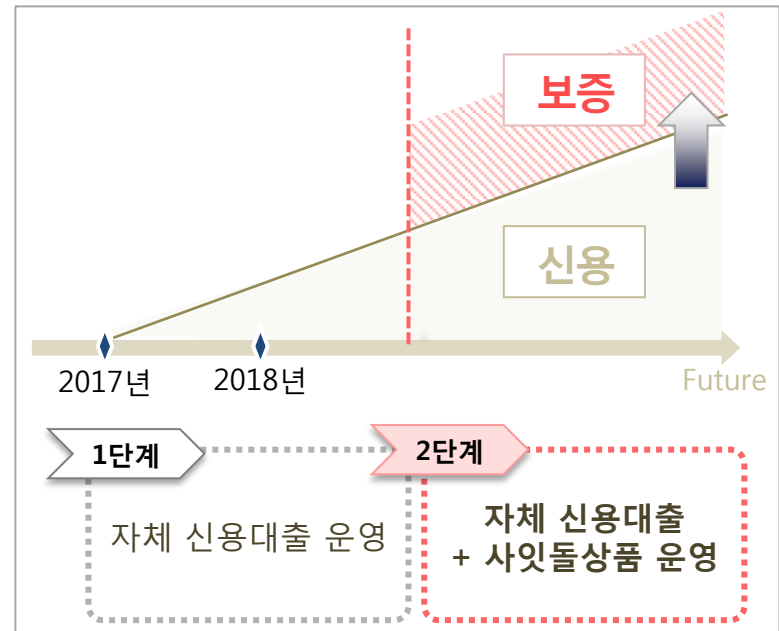 보증
신용
2017년
2018년
Future
1단계
2단계
자체 신용대출 운영
자체 신용대출
+ 사잇돌상품 운영